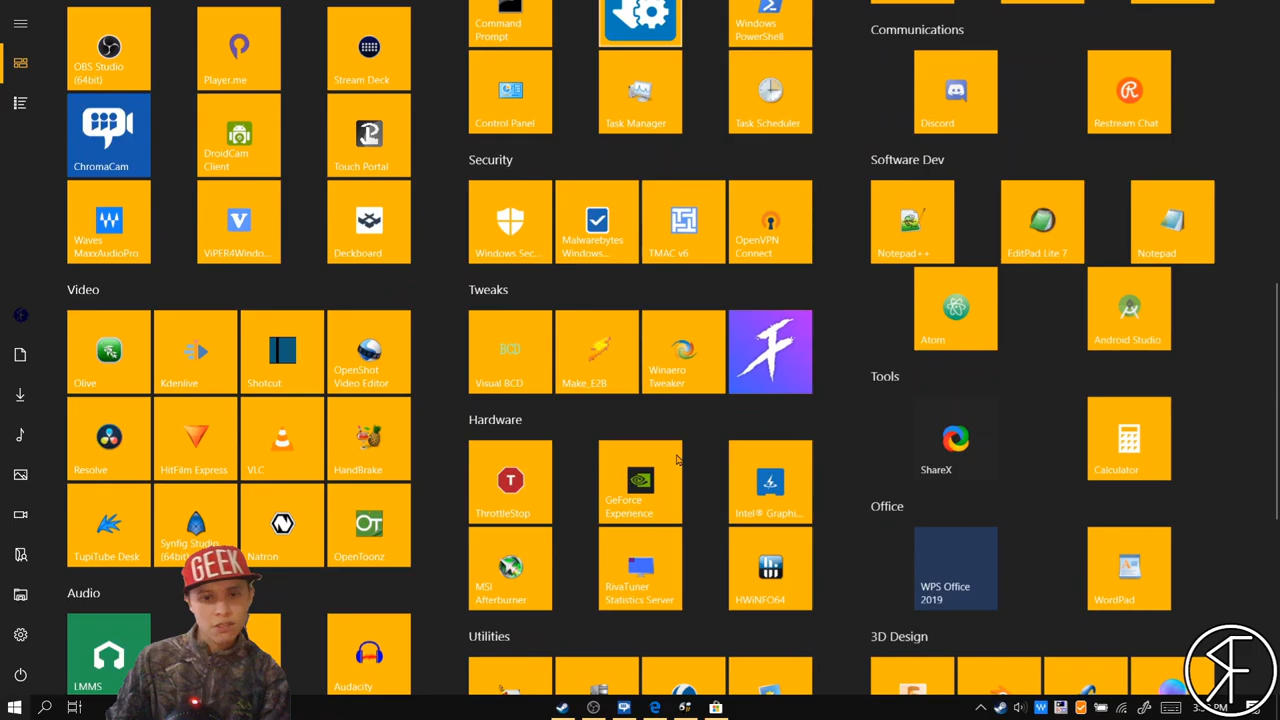 OBS Studio
(64bit)
Player.me
Stream Deck
ChromaCam
DroidCam
Client
Touch Portal
Waves
MaxxAudioPro
ViPER4Windo...
Deckboard
Video
Olive
Kdenlive
Shotcut
OpenShot
Video Editor
Resolve
HitFilm Express
VLC
HandBrake
TupiTube Desk
Synfig Studio
(64bit)
Natron
OpenToonz
GEEK
Audio
LMMS
Audacity
Command
Prompt
Windows
PowerShell
Control Panel
Task Manager
Task Scheduler
Security
Windows Sec...
Malwarebytes
Windows...
TMAC v6
OpenVPN
Connect
Tweaks
BCD
Visual BCD
Make_E2B
Winaero
Tweaker
Hardware
T
ThrottleStop
GeForce
Experience
Intel® Graphi...
MSI
Afterburner
RivaTuner
Statistics Server
HWiNFO64
Utilities
Communications
Discord
Restream Chat
Software Dev
Notepad++
EditPad Lite 7
Notepad
Atom
Android Studio
Tools
ShareX
Calculator
Office
WPS Office
2019
WordPad
3D Design